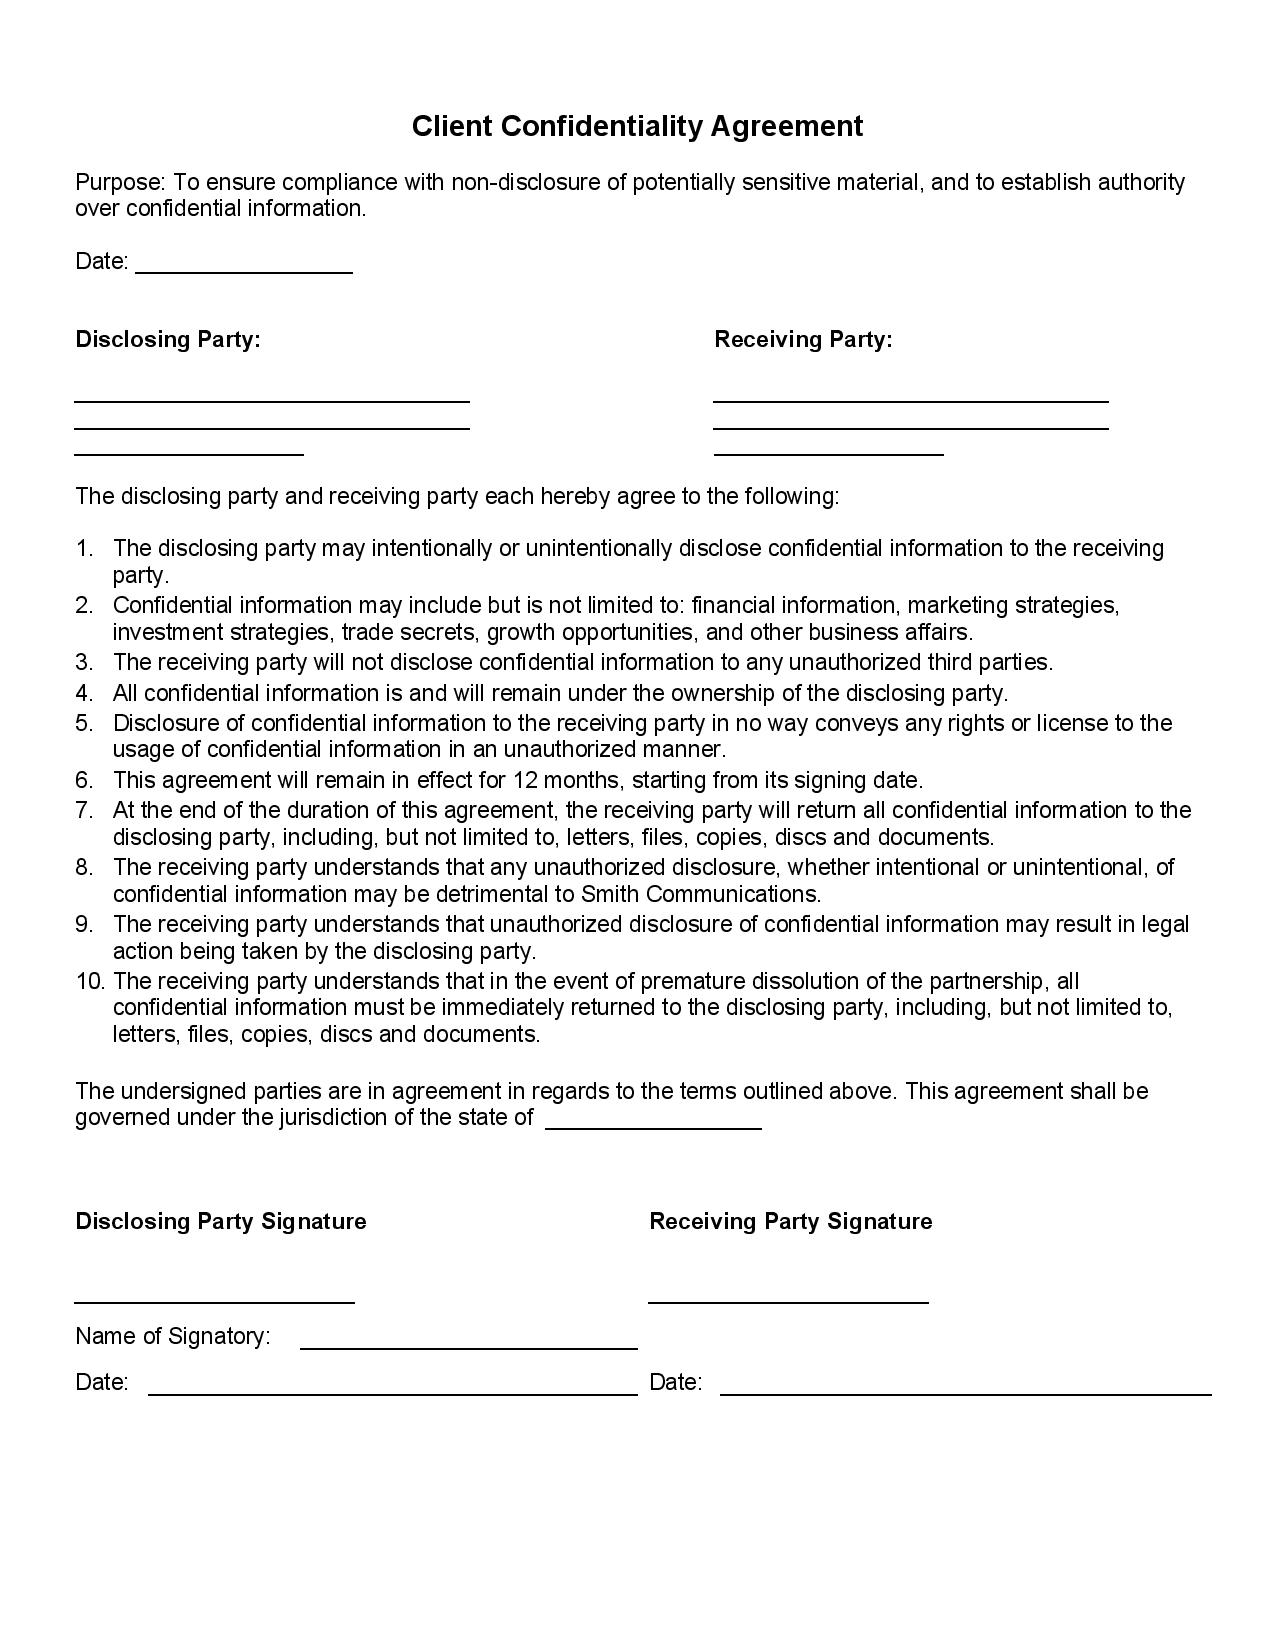 Client Confidentiality Agreement
Purpose: To ensure compliance with non-disclosure of potentially sensitive material, and to establish authority
over confidential information.
Date:
Disclosing Party: Receiving Party:
The disclosing party and receiving party each hereby agree to the following:
1. The disclosing party may intentionally or unintentionally disclose confidential information to the receiving
party.
2. Confidential information may include but is not limited to: financial information, marketing strategies,
investment strategies, trade secrets, growth opportunities, and other business affairs.
3. The receiving party will not disclose confidential information to any unauthorized third parties.
4. All confidential information is and will remain under the ownership of the disclosing party.
5. Disclosure of confidential information to the receiving party in no way conveys any rights or license to the
usage of confidential information in an unauthorized manner.
6. This agreement will remain in effect for 12 months, starting from its signing date.
7. At the end of the duration of this agreement, the receiving party will return all confidential information to the
disclosing party, including, but not limited to, letters, files, copies, discs and documents.
8. The receiving party understands that any unauthorized disclosure, whether intentional or unintentional, of
confidential information may be detrimental to Smith Communications.
9. The receiving party understands that unauthorized disclosure of confidential information may result in legal
action being taken by the disclosing party.
10. The receiving party understands that in the event of premature dissolution of the partnership, all
confidential information must be immediately returned to the disclosing party, including, but not limited to,
letters, files, copies, discs and documents.
The undersigned parties are in agreement in regards to the terms outlined above. This agreement shall be
governed under the jurisdiction of the state of
Disclosing Party Signature Receiving Party Signature
Name of Signatory:
Date: Date: